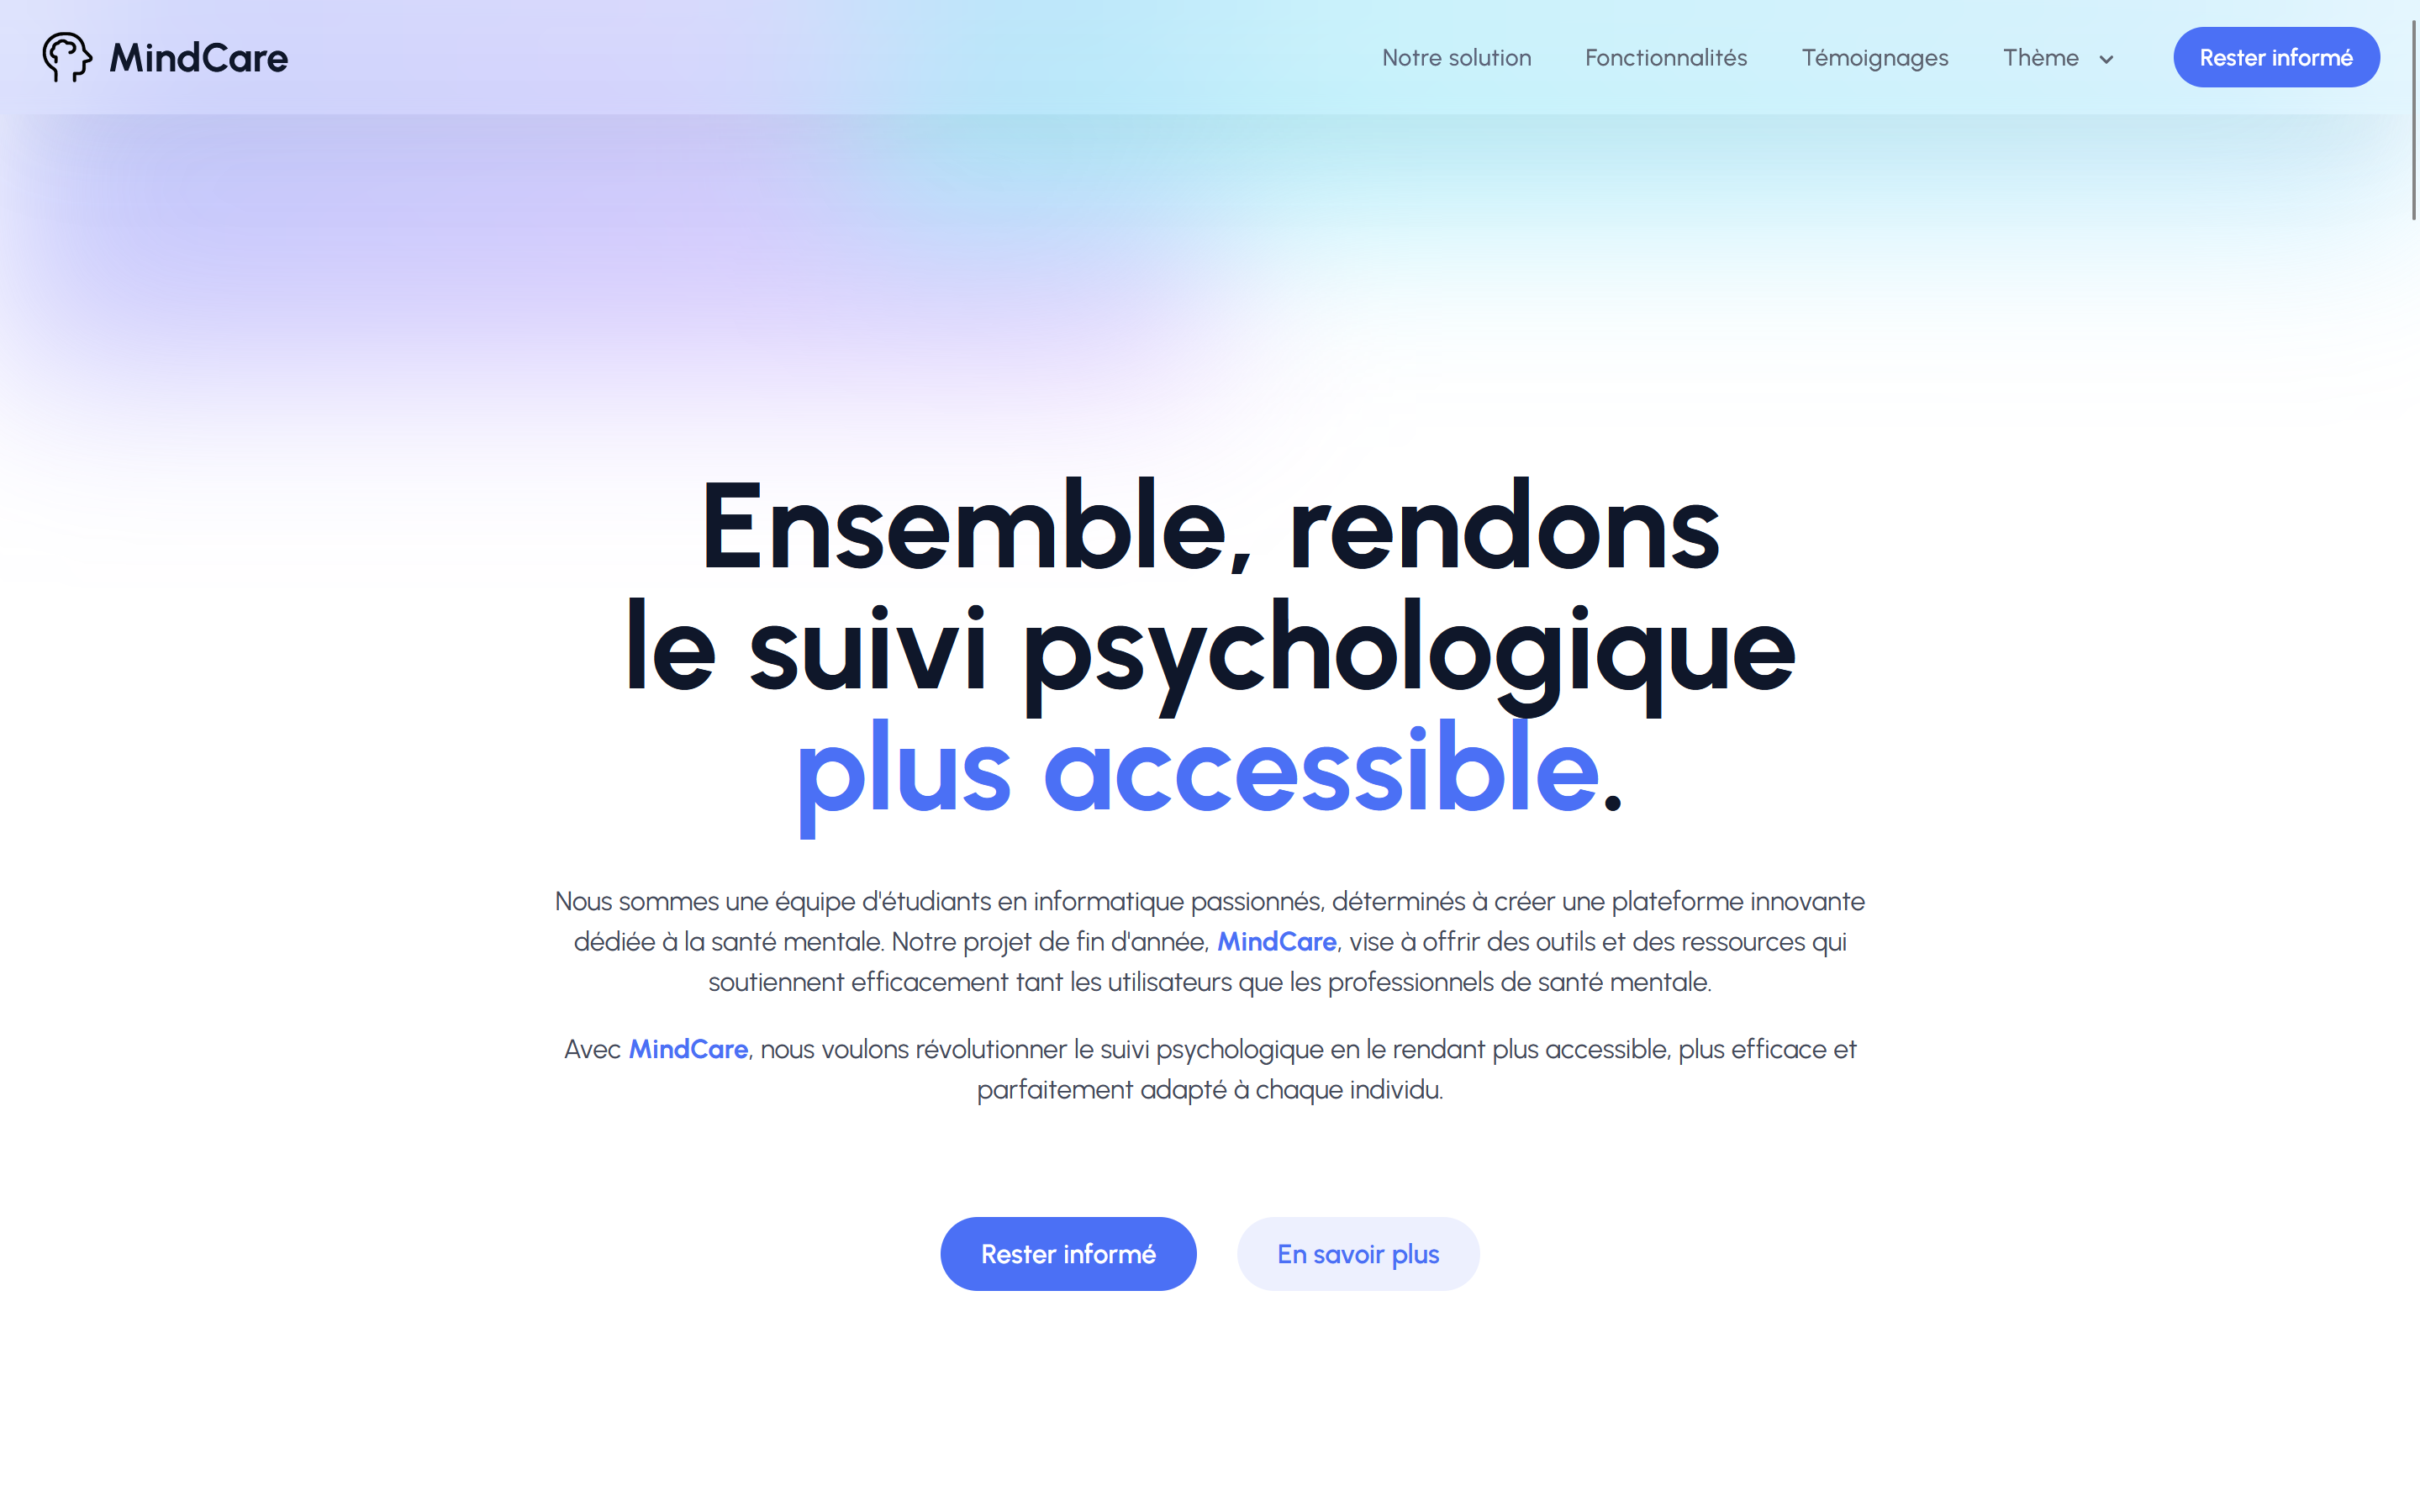 MindCare
Notre solution
Fonctionnalités
Témoignages
Thème
Rester informé
Ensemble, rendons
le suivi psychologique
plus accessible.
Nous sommes une équipe d'étudiants en informatique passionnés, déterminés à créer une plateforme innovante
dédiée à la santé mentale. Notre projet de fin d'année, MindCare, vise à offrir des outils et des ressources qui
soutiennent efficacement tant les utilisateurs que les professionnels de santé mentale.
Avec MindCare, nous voulons révolutionner le suivi psychologique en le rendant plus accessible, plus efficace et
parfaitement adapté à chaque individu.
Rester informé
En savoir plus